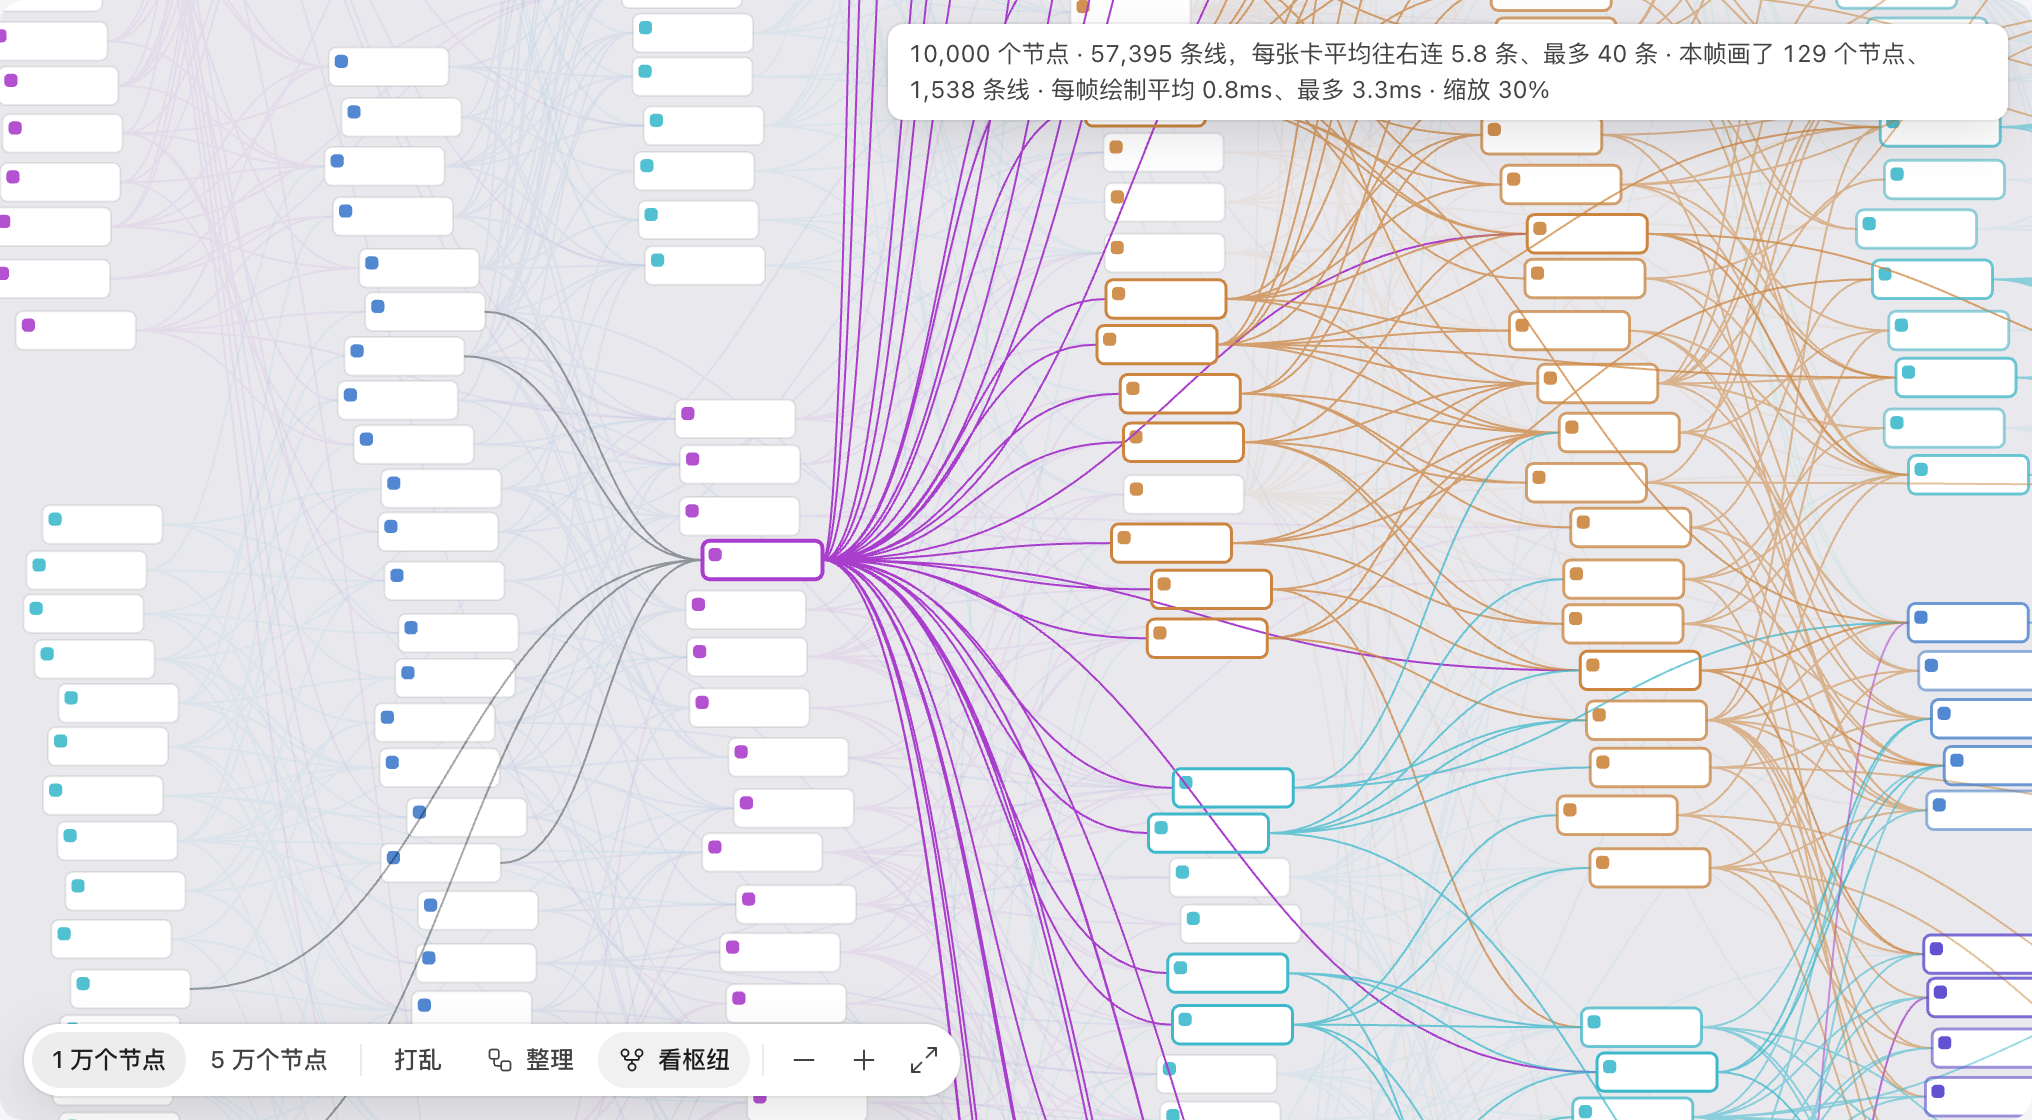 10,000 个节点 · 57,395 条线，每张卡平均往右连 5.8 条、最多 40 条 · 本帧画了 129 个节点、
1,538 条线 · 每帧绘制平均 0.8ms、最多 3.3ms · 缩放 30%
1 万个节点 5 万个节点 打乱 整理 看枢纽